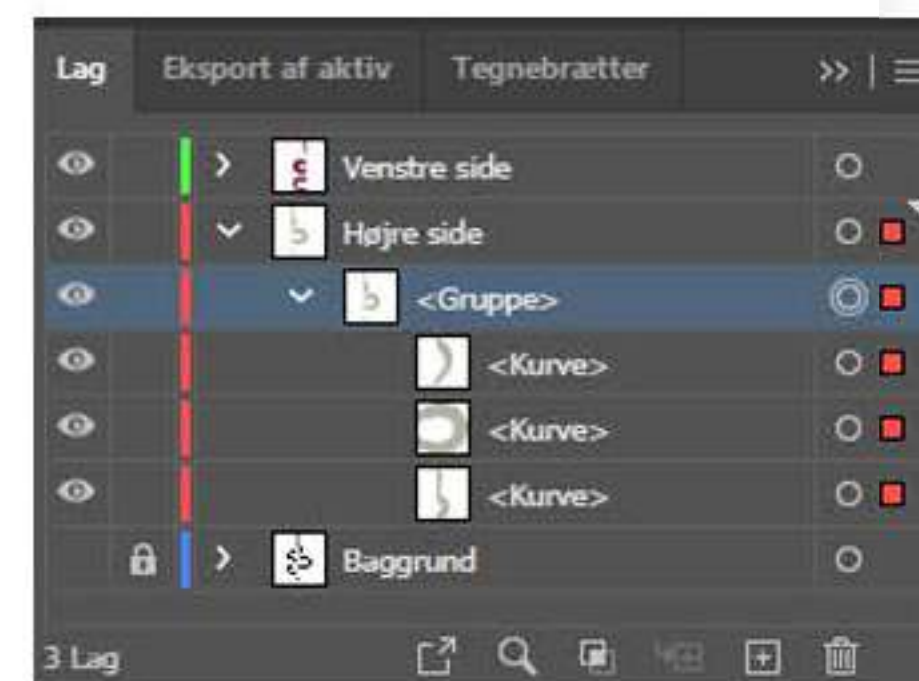 Lag Eksport af aktiv Tegnebrætter
Venstre side
Højre side
<Gruppe>
<Kurve>
<Kurve>
<Kurve>
Baggrund
3 Lag